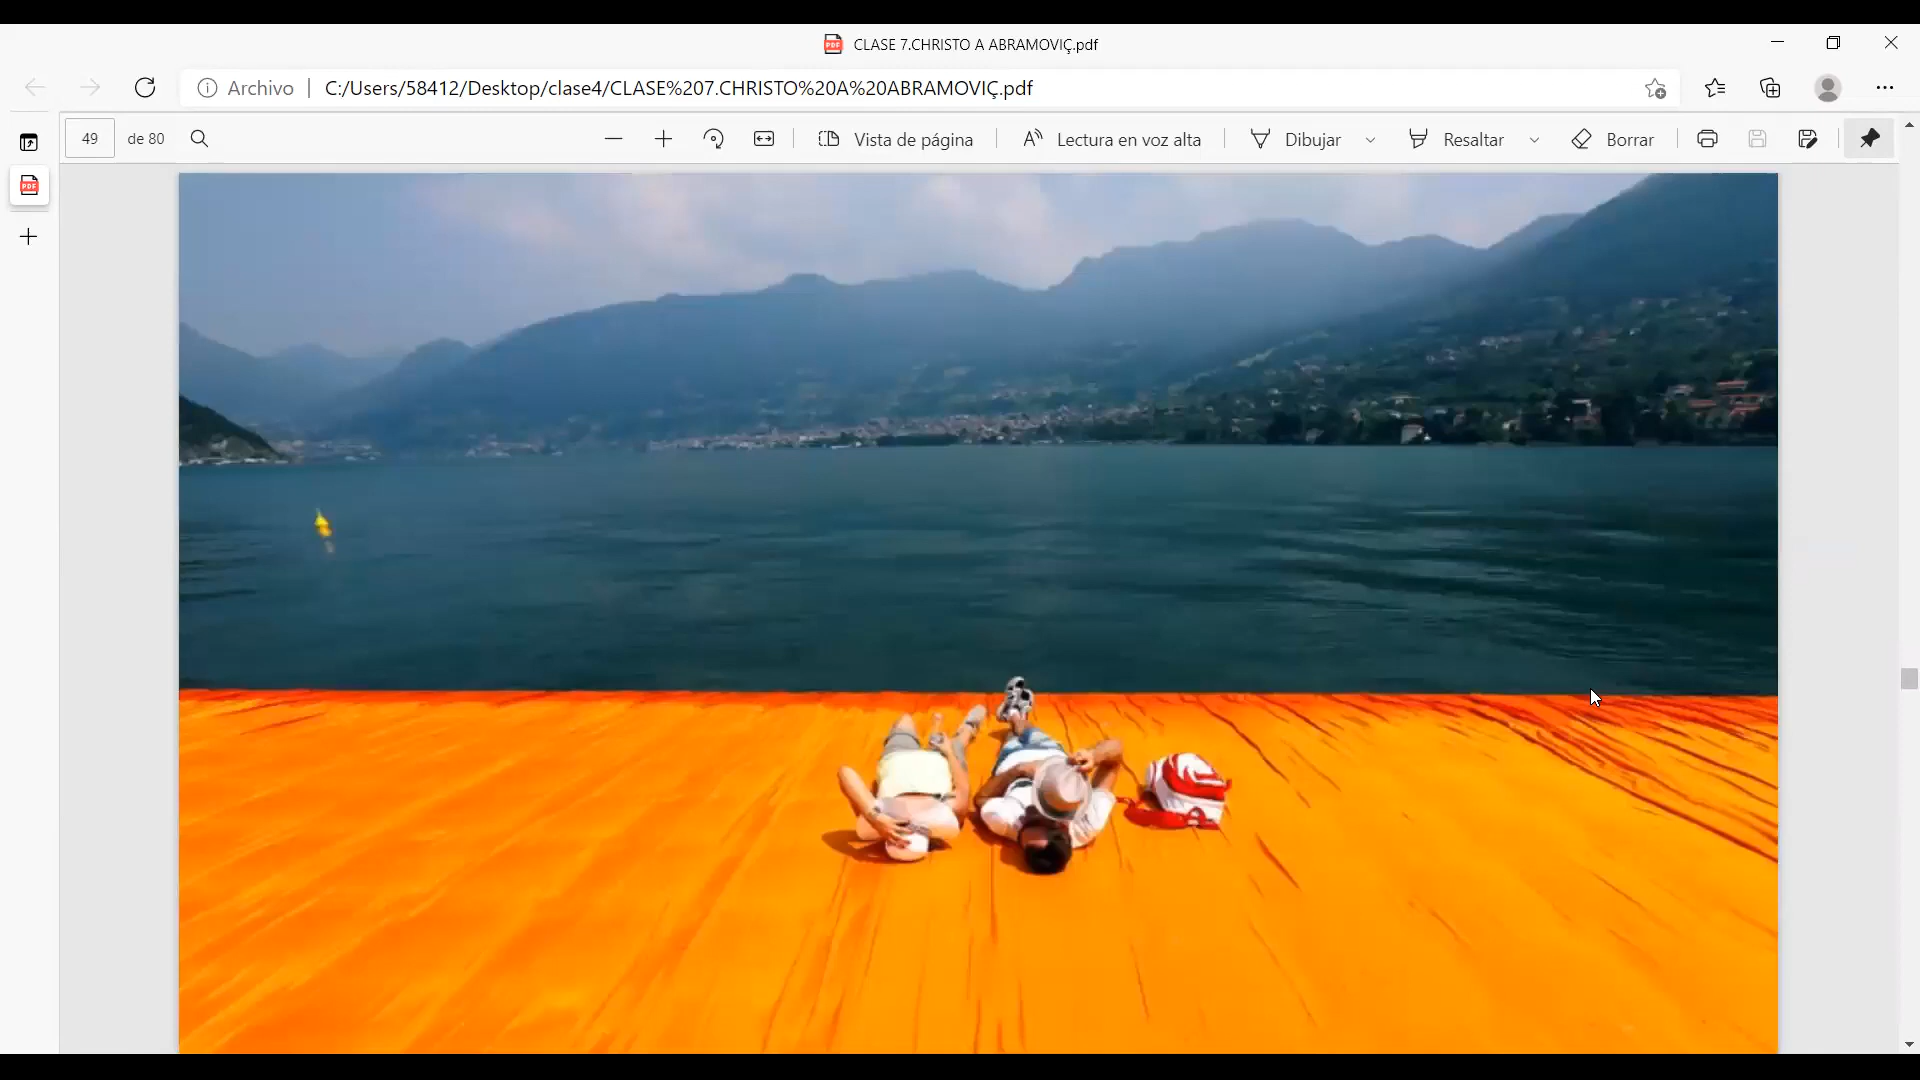 CLASE 7.CHRISTO A ABRAMOVIÇ.pdf
Archivo
C:/Users/58412/Desktop/clase4/CLASE%207.CHRISTO%20A%20ABRAMOVIÇ.pdf
49 de 80
Vista de página
Lectura en voz alta
Dibujar
Resaltar
Borrar
PDF